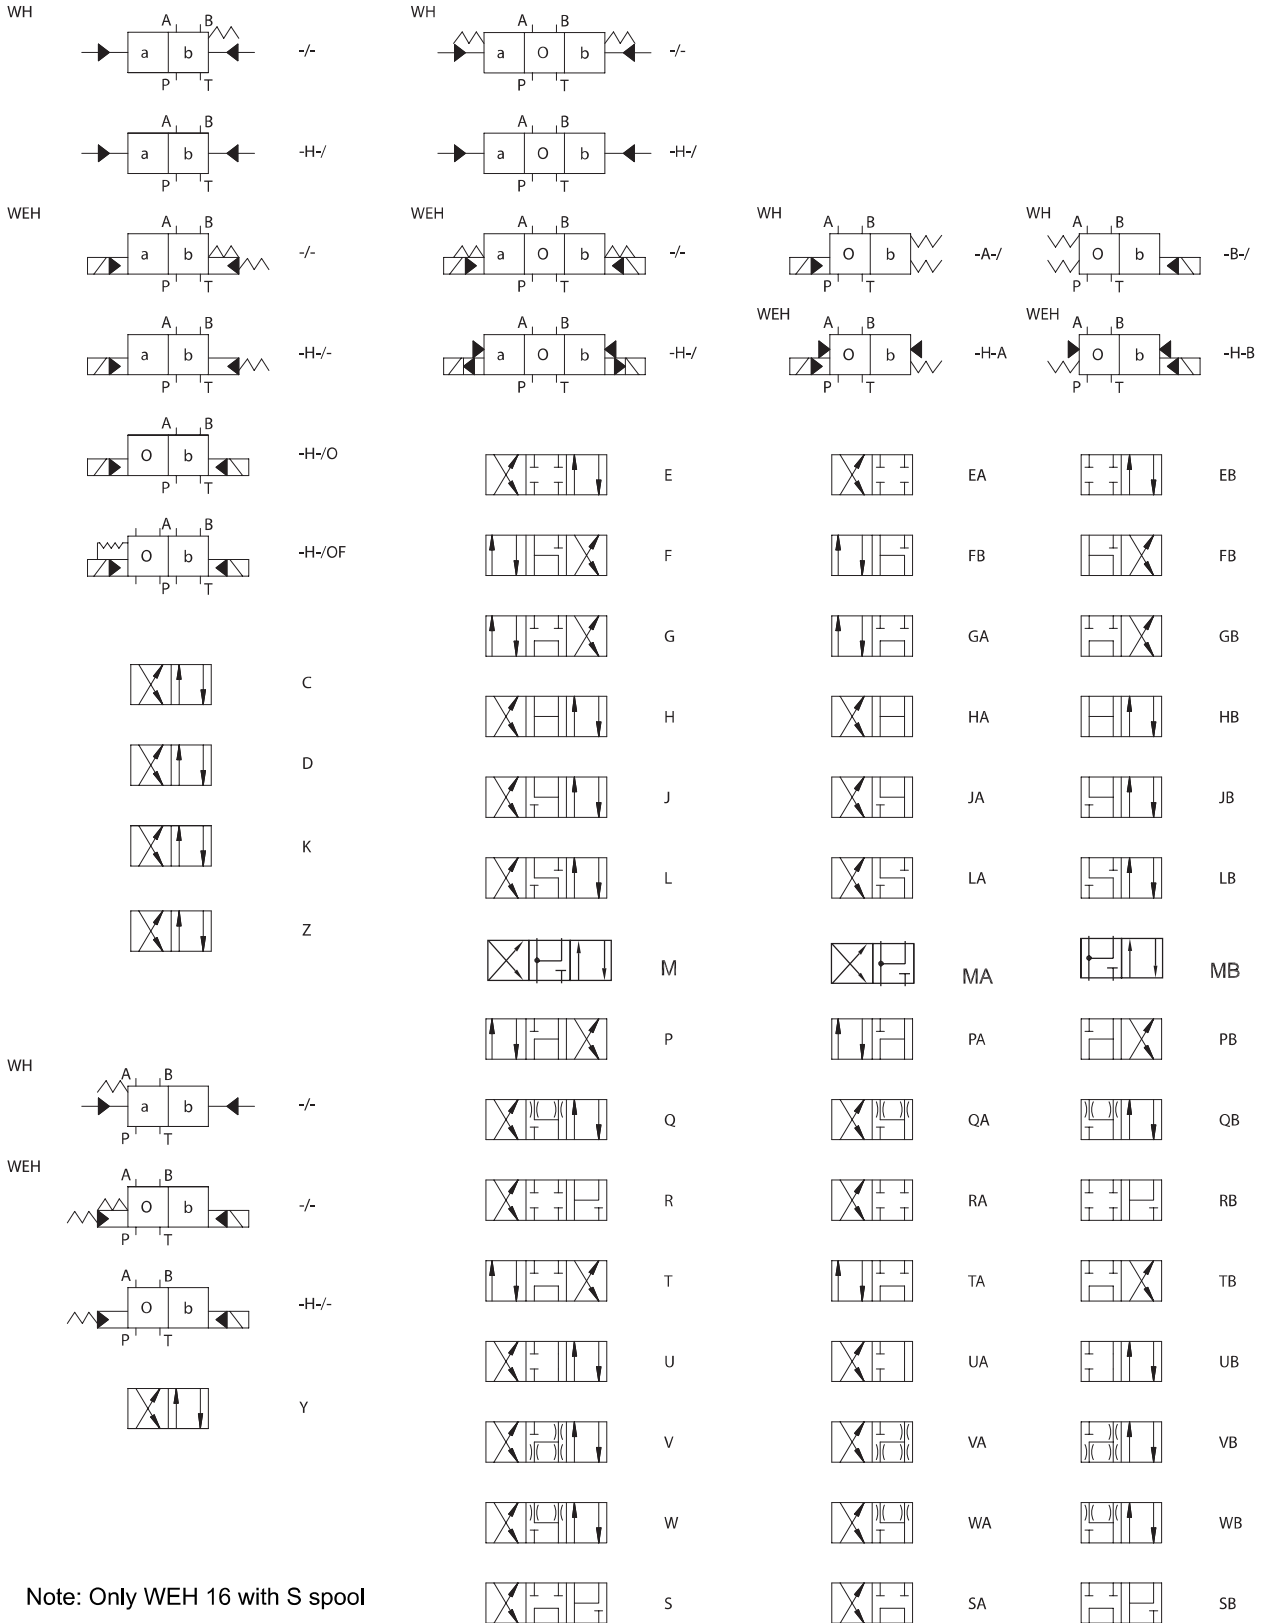 WH
A B
a b
P T
-/-
WH
A B
a O b
P T
-/-
A B
a b
P T
-H-/
A B
a O b
P T
-H-/
WEH
A B
a b
P T
-/-
WEH
A B
a O b
P T
-/-
WH
A B
O b
P T
-A-/
WH
A B
O b
P T
-B-/
A B
a b
P T
-H-/-
A B
a O b
P T
-H-/
WEH
A B
O b
P T
-H-A
WEH
A B
O b
P T
-H-B
A B
O b
P T
-H-/O
E EA EB
A B
O b
P T
-H-/OF
F FB FB
G GA GB
C
H HA HB
D
J JA JB
K
L LA LB
Z
M MA MB
P PA PB
WH
A B
a b
P T
-/-
Q QA QB
WEH
A B
O b
P T
-/-
R RA RB
A B
O b
P T
-H-/-
T TA TB
U UA UB
Y
V VA VB
W WA WB
Note: Only WEH 16 with S spool
S SA SB